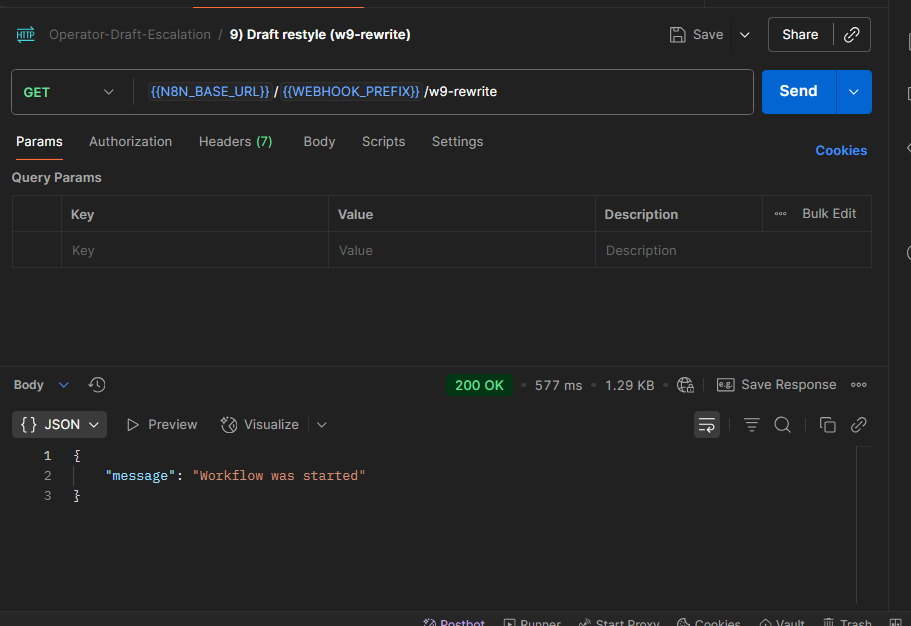 HTTP Operator-Draft-Escalation / 9) Draft restyle (w9-rewrite) Save Share
GET {{N8N_BASE_URL}} / {{WEBHOOK_PREFIX}} /w9-rewrite Send
Params Authorization Headers (7) Body Scripts Settings Cookies
Query Params
Key Value Description Bulk Edit
Key Value Description
Body 200 OK 577 ms 1.29 KB e.g. Save Response
{} JSON Preview Visualize
1 {
2 "message": "Workflow was started"
3 }
Postbot Runner Start Proxy Cookies Vault Trash